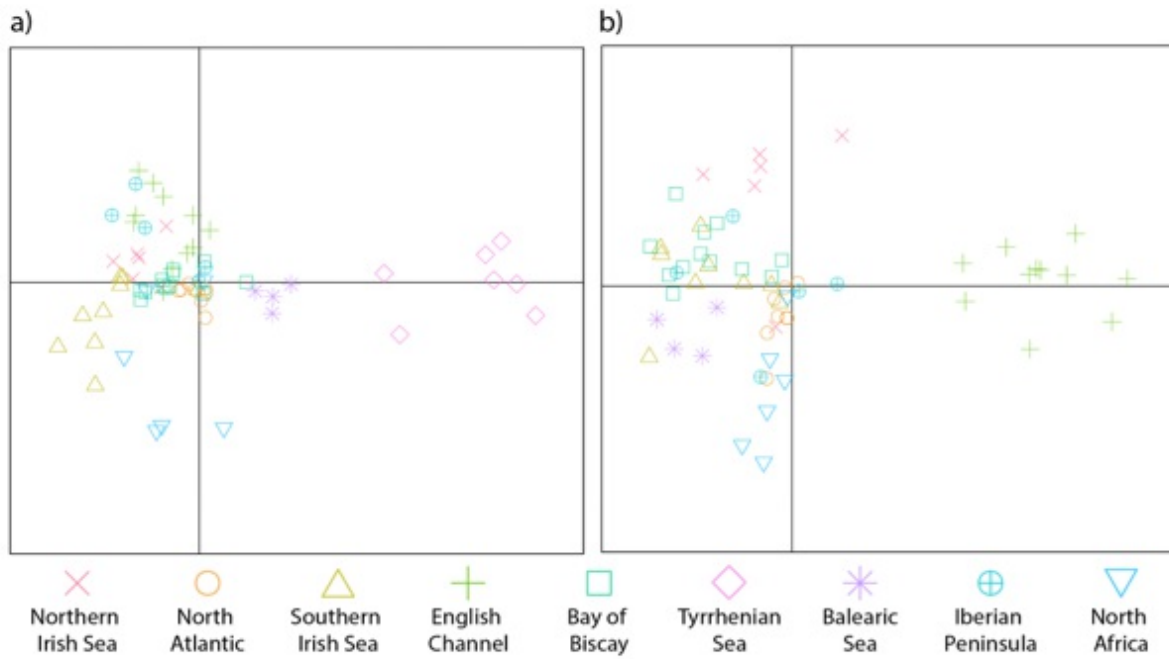 a)
b)
Northern
Irish Sea
North
Atlantic
Southern
Irish Sea
English
Channel
Bay of
Biscay
Tyrrhenian
Sea
Balearic
Sea
Iberian
Peninsula
North
Africa